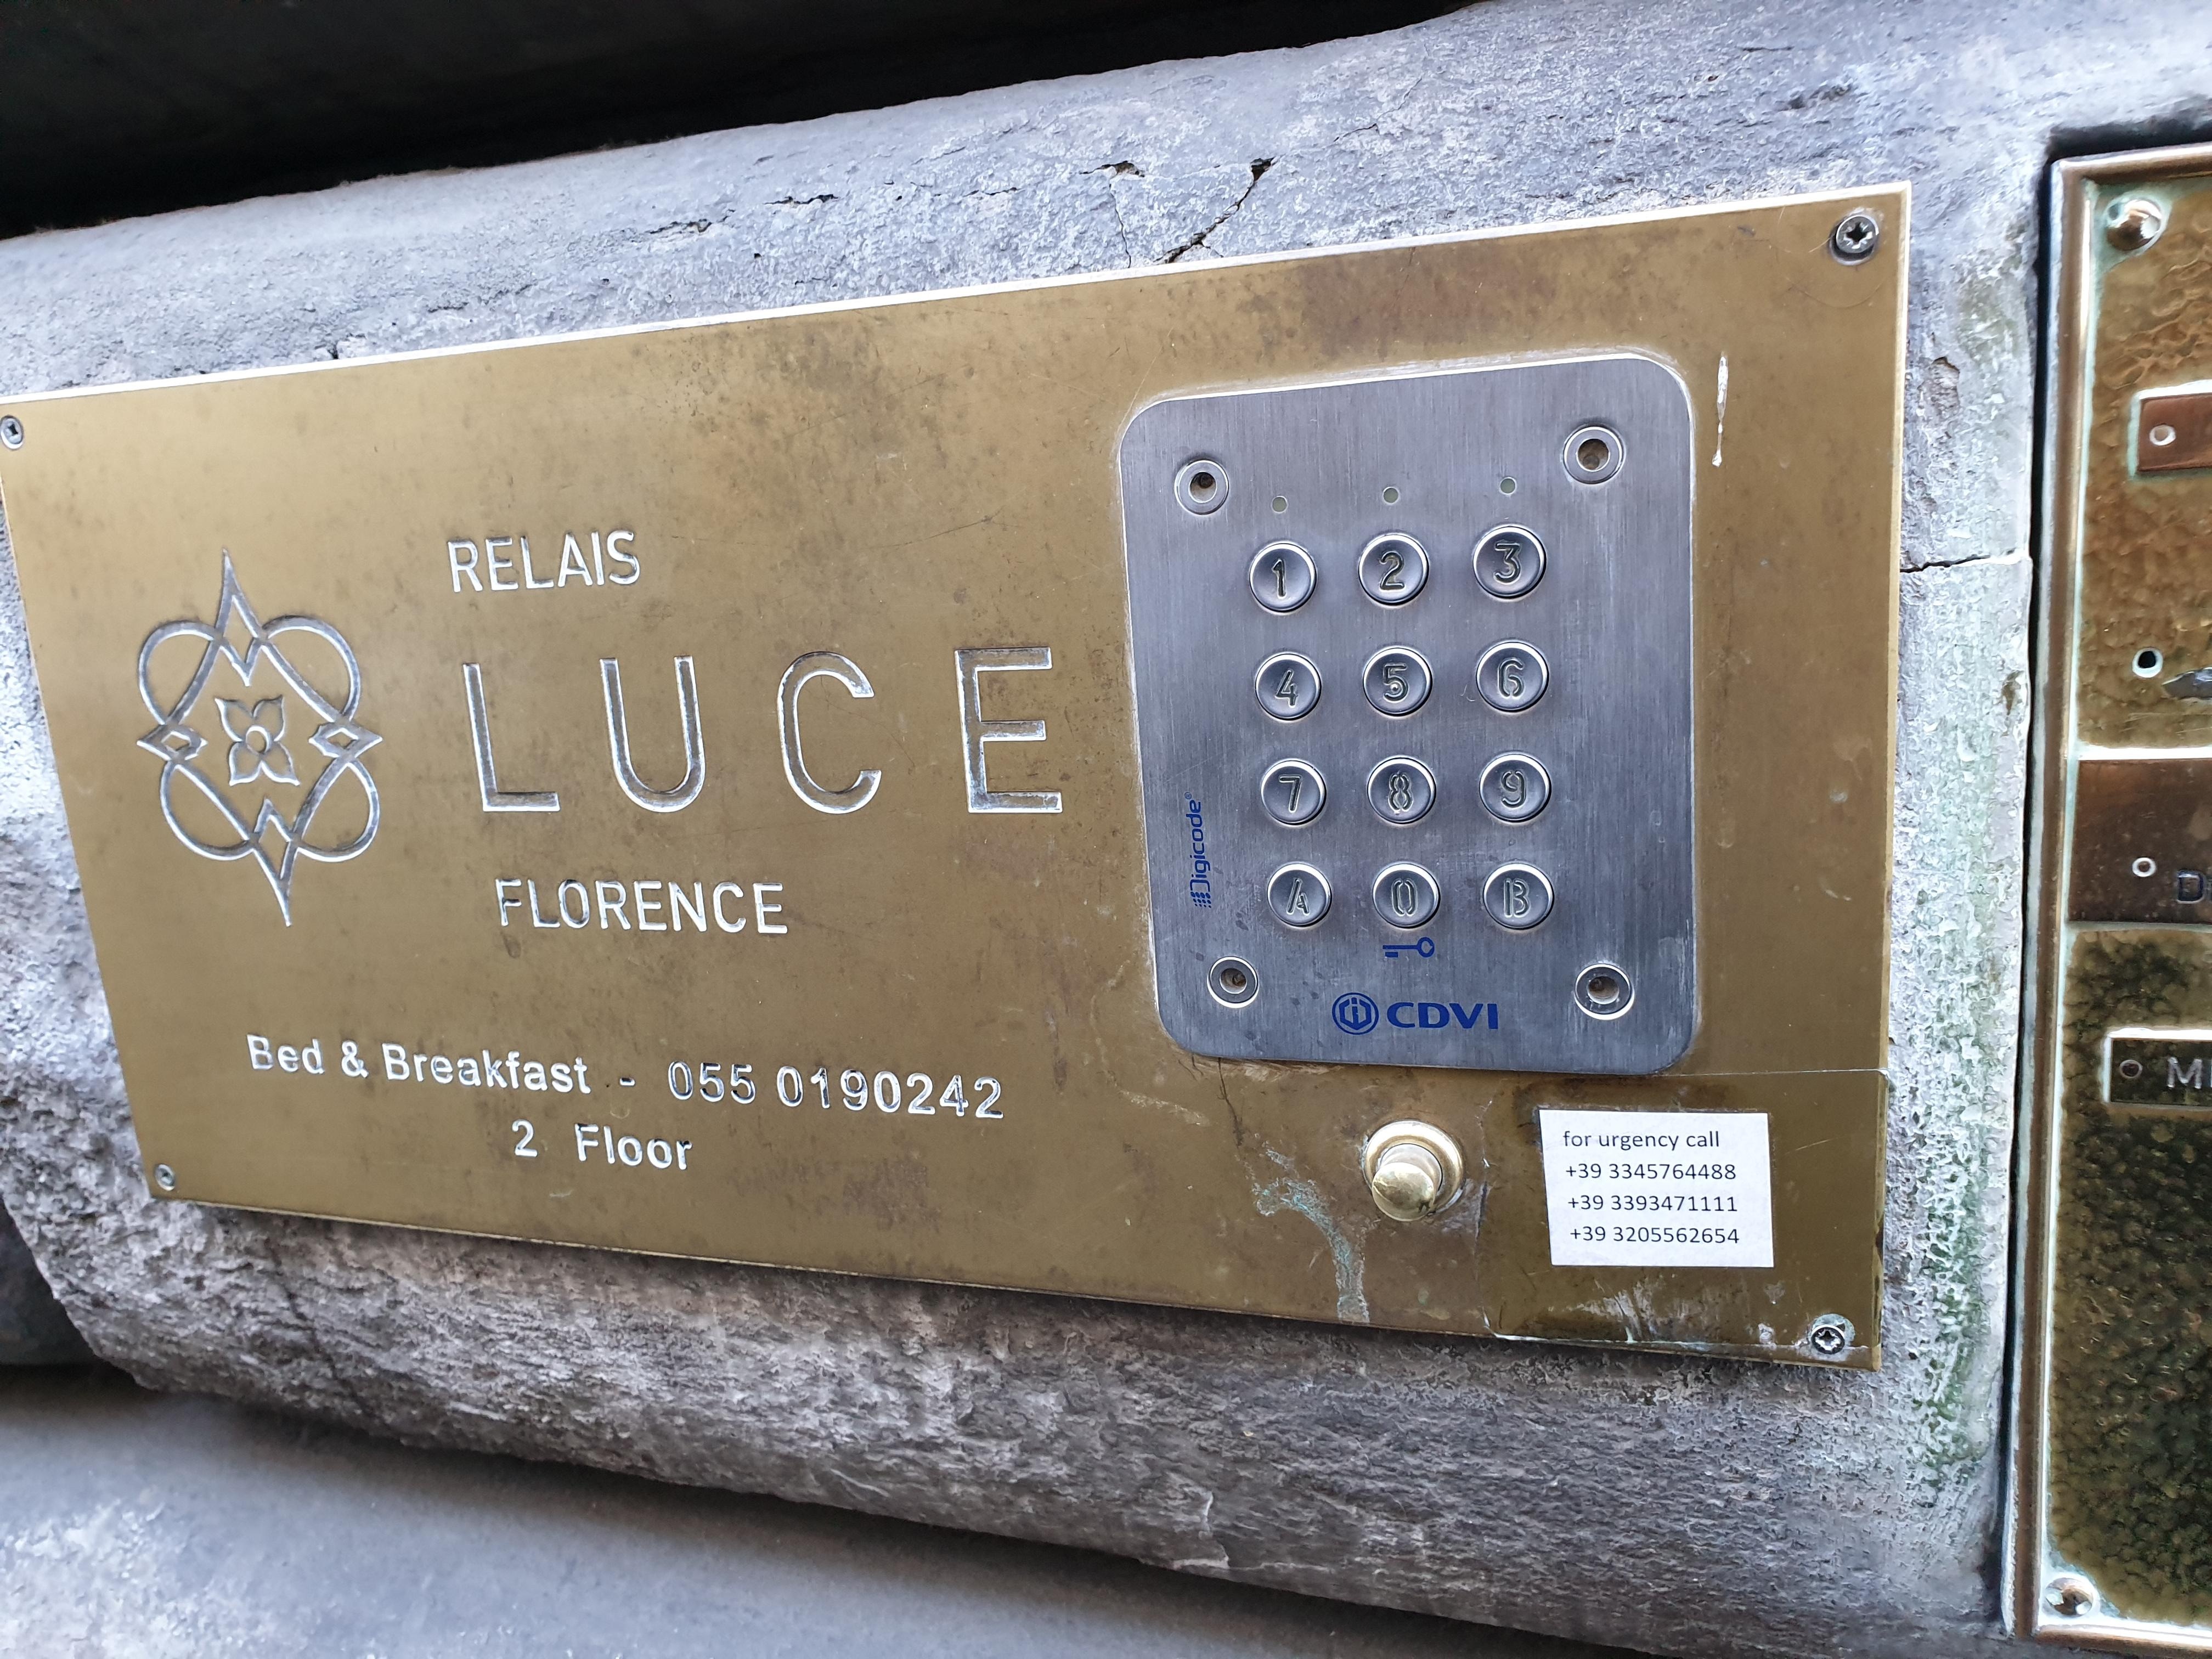 RELAIS
LUCE
FLORENCE
Bed & Breakfast - 055 0190242
2 Floor
1 2 3
4 5 6
7 8 9
A 0 B
Digicode®
CDVI
for urgency call
+39 3345764488
+39 3393471111
+39 3205562654